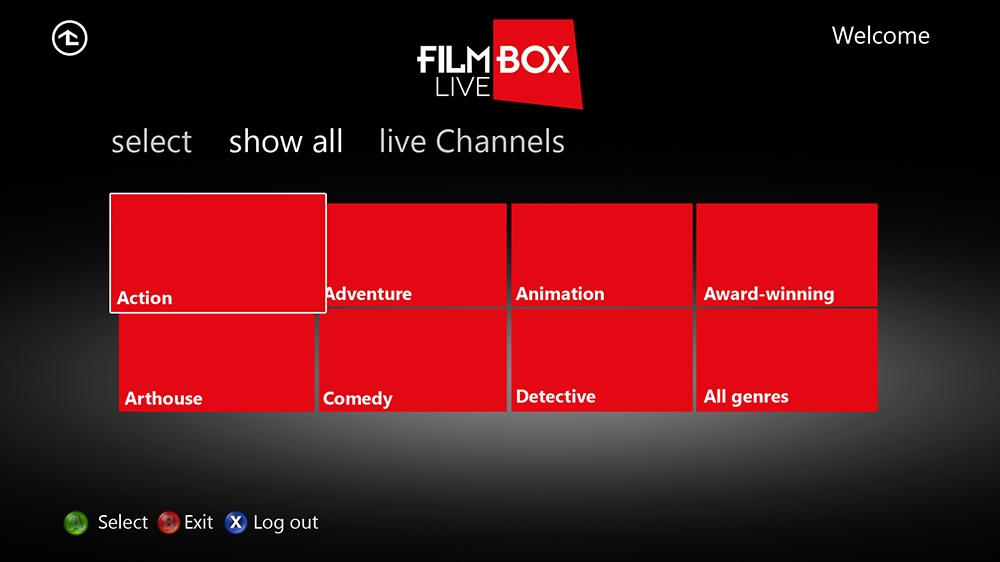 Welcome
FILMBOX
LIVE
select show all live Channels
Action Adventure Animation Award-winning
Arthouse Comedy Detective All genres
A Select B Exit X Log out